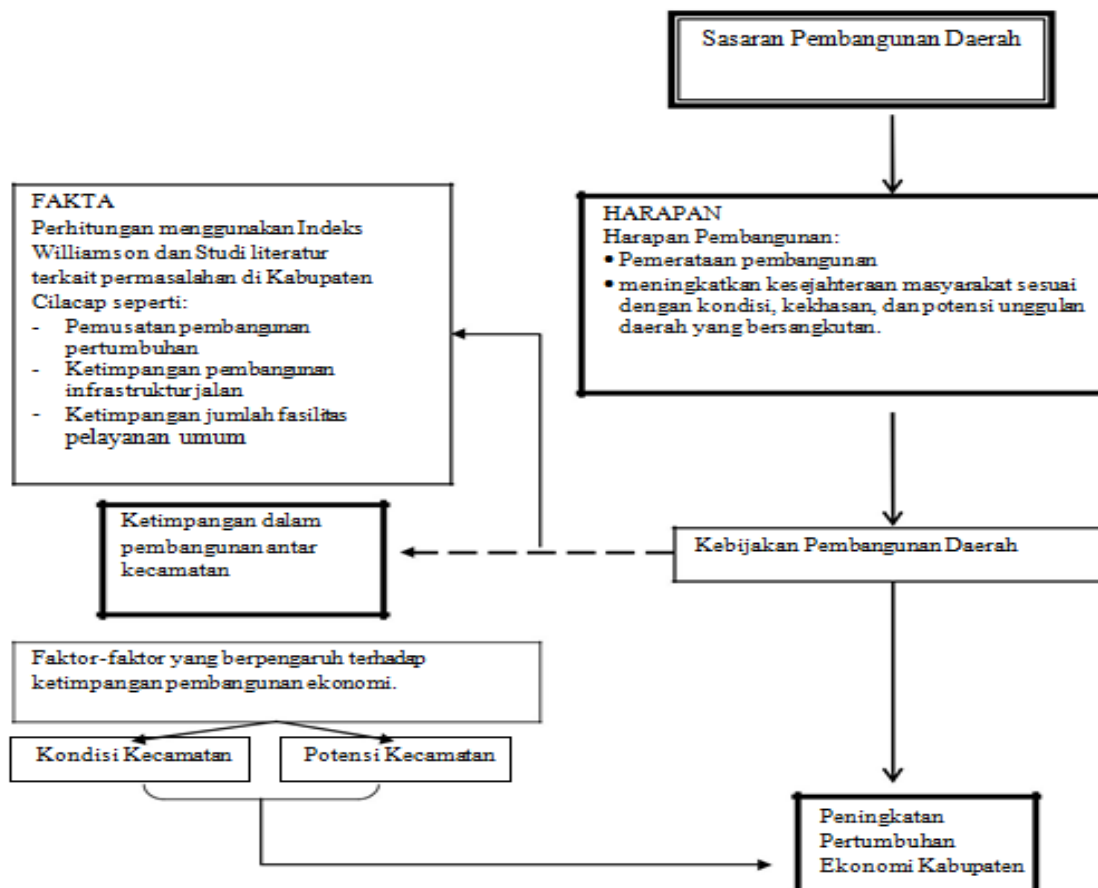 Sasaran Pembangunan Daerah
FAKTA
Perhitungan menggunakan Indeks
Williamson dan Studi literatur
terkait permasalahan di Kabupaten
Cilacap seperti:
- Pemusatan pembangunan
pertumbuhan
- Ketimpangan pembangunan
infrastruktur jalan
- Ketimpangan jumlah fasilitas
pelayanan umum
HARAPAN
Harapan Pembangunan:
• Pemerataan pembangunan
• meningkatkan kesejahteraan masyarakat sesuai
dengan kondisi, kekhasan, dan potensi unggulan
daerah yang bersangkutan.
Ketimpangan dalam
pembangunan antar
kecamatan
Kebijakan Pembangunan Daerah
Faktor-faktor yang berpengaruh terhadap
ketimpangan pembangunan ekonomi.
Kondisi Kecamatan
Potensi Kecamatan
Peningkatan
Pertumbuhan
Ekonomi Kabupaten